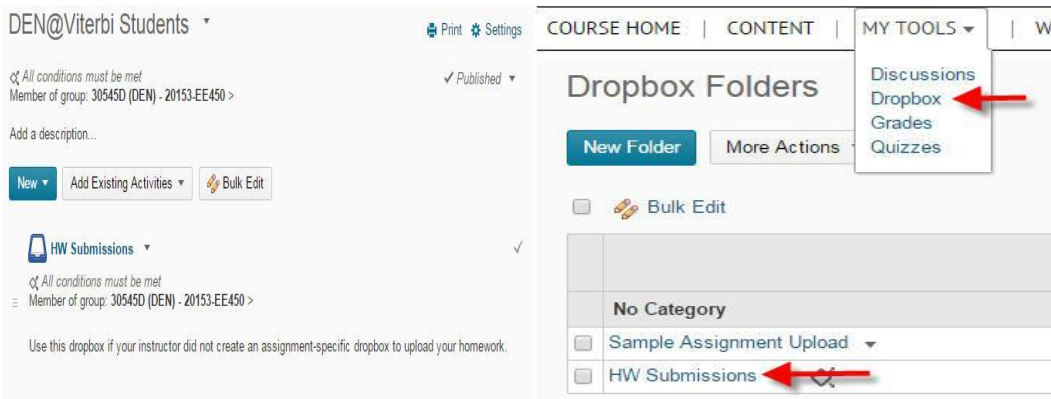 DEN@Viterbi Students
Print Settings
All conditions must be met
Published
Member of group: 30545D (DEN) - 20153-EE450 >
Add a description...
New Add Existing Activities Bulk Edit
HW Submissions
All conditions must be met
Member of group: 30545D (DEN) - 20153-EE450 >
Use this dropbox if your instructor did not create an assignment-specific dropbox to upload your homework.
COURSE HOME | CONTENT | MY TOOLS | W
Discussions
Dropbox
Grades
Quizzes
Dropbox Folders
New Folder More Actions
Bulk Edit
No Category
Sample Assignment Upload
HW Submissions